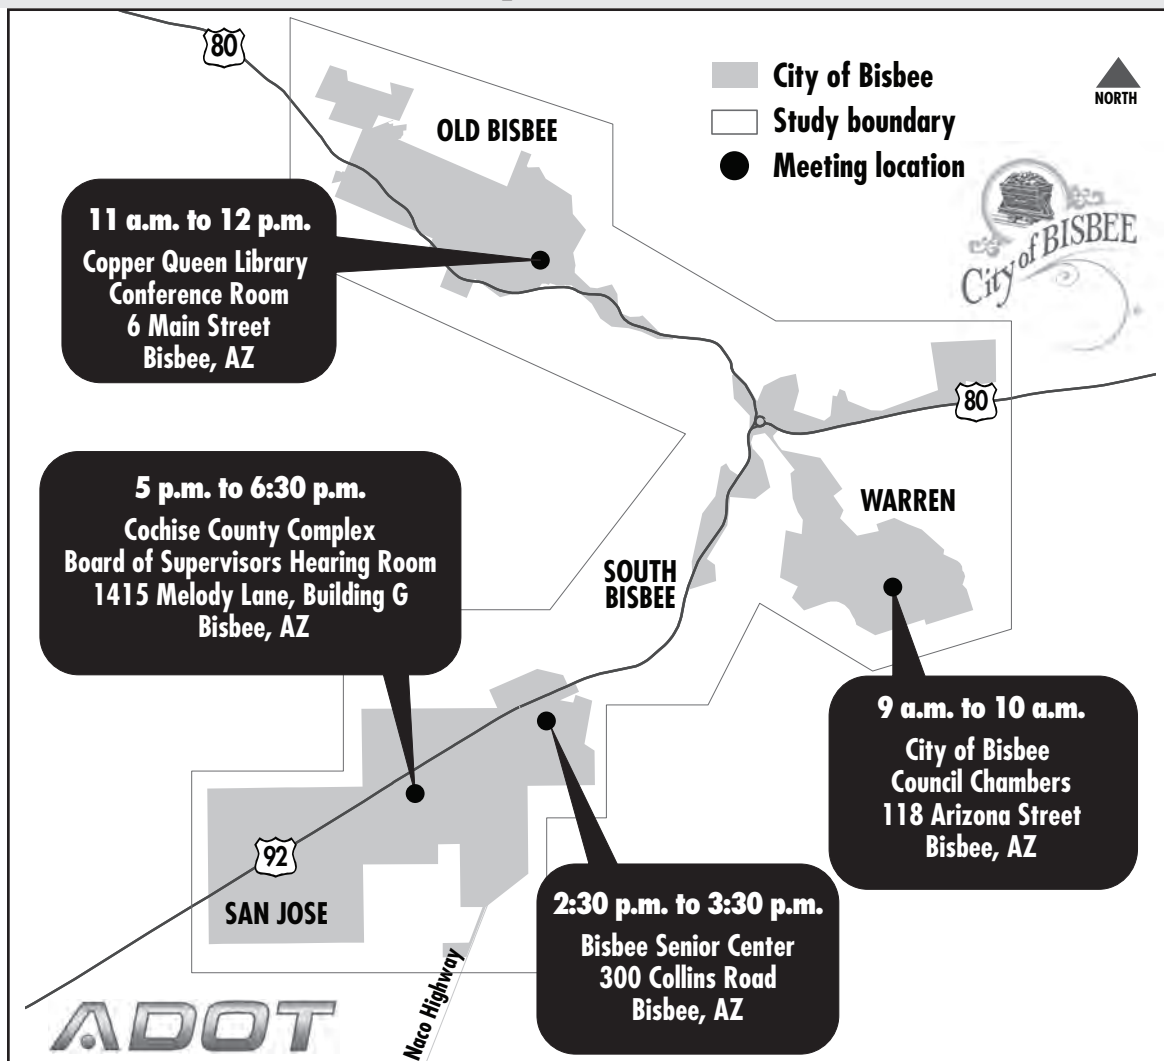 80
City of Bisbee
Study boundary
Meeting location
NORTH
OLD BISBEE
City of BISBEE
11 a.m. to 12 p.m.
Copper Queen Library
Conference Room
6 Main Street
Bisbee, AZ
80
5 p.m. to 6:30 p.m.
Cochise County Complex
Board of Supervisors Hearing Room
1415 Melody Lane, Building G
Bisbee, AZ
WARREN
SOUTH
BISBEE
9 a.m. to 10 a.m.
City of Bisbee
Council Chambers
118 Arizona Street
Bisbee, AZ
92
SAN JOSE
2:30 p.m. to 3:30 p.m.
Bisbee Senior Center
300 Collins Road
Bisbee, AZ
Naco Highway
ADOT